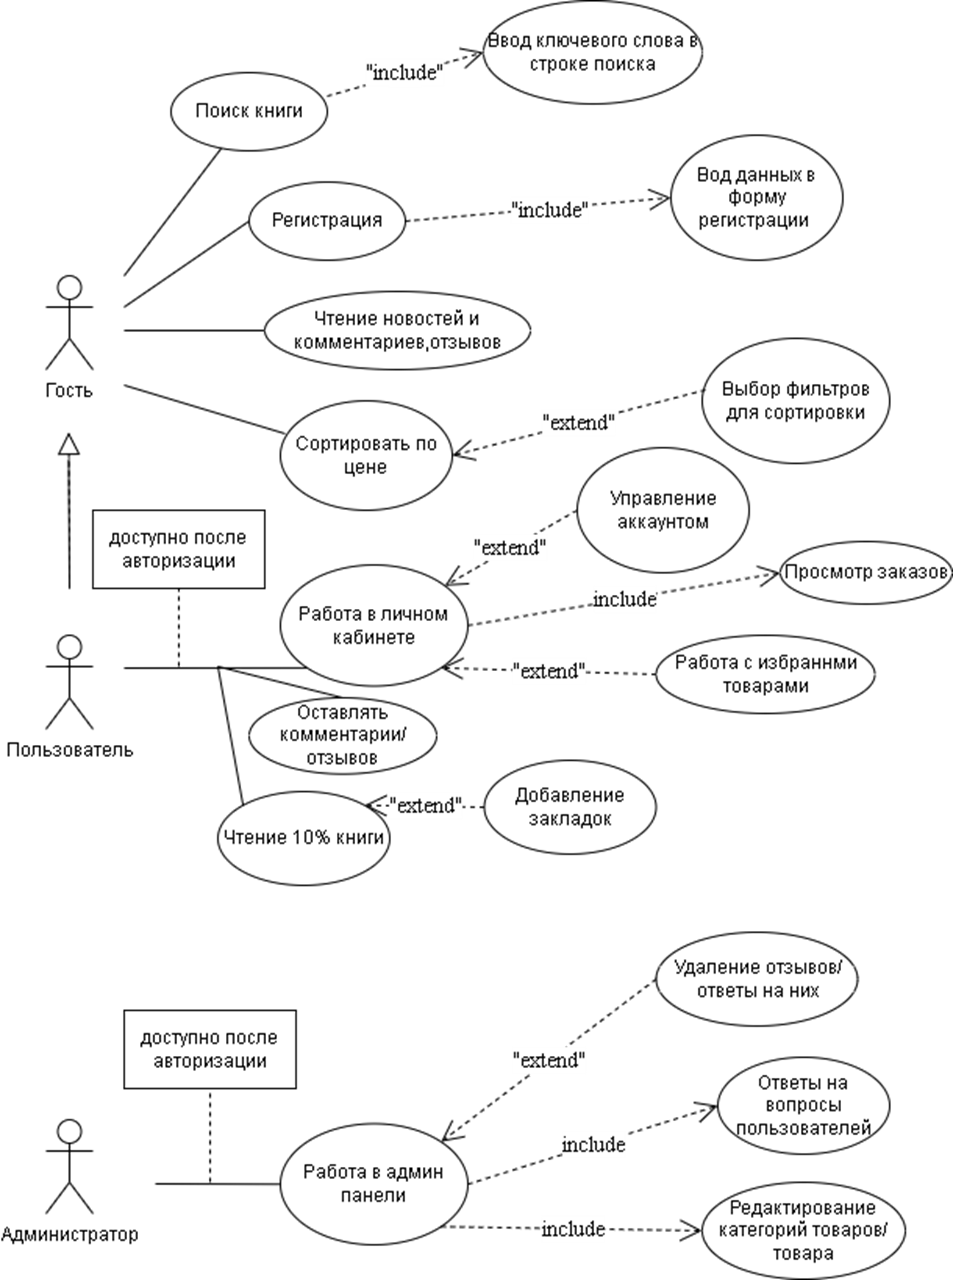 Ввод ключевого слова в
строке поиска
"include"
Поиск книги
Вод данных в
форму
регистрации
"include"
Регистрация
Чтение новостей и
комментариев,отзывов
Гость
Выбор фильтров
для сортировки
"extend"
Сортировать по
цене
Управление
аккаунтом
доступно после
авторизации
"extend"
Просмотр заказов
include
Работа в личном
кабинете
Работа с избраннми
товарами
"extend"
Пользователь
Оставлять
комментарии/
отзывов
Добавление
закладок
"extend"
Чтение 10% книги
Удаление отзывов/
ответы на них
доступно после
авторизации
"extend"
Ответы на
вопросы
пользователей
include
Работа в админ
панели
Администратор
include
Редактирование
категорий товаров/
товара